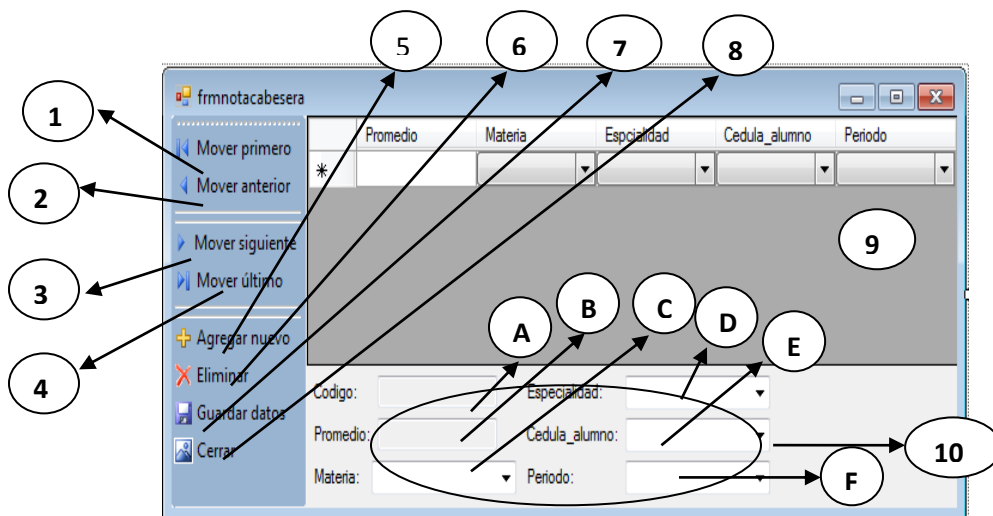 5 6 7 8
frmnotacabesera
1
Promedio Materia Espcialidad Cedula_alumno Periodo
Mover primero
*
Mover anterior
2
9
Mover siguiente
3
Mover último
A B C D E
Agregar nuevo
4
Eliminar
Codigo: Especialidad:
Guardar datos
Promedio: Cedula_alumno:
10
Cerrar
Materia: Periodo:
F